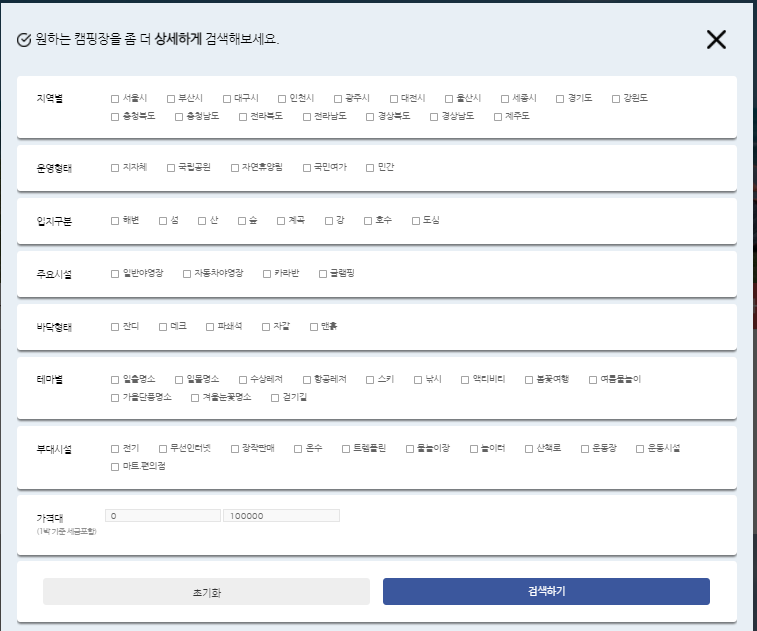 원하는 캠핑장을 좀 더 상세하게 검색해보세요.
지역별 서울시 부산시 대구시 인천시 광주시 대전시 울산시 세종시 경기도 강원도
충청북도 충청남도 전라북도 전라남도 경상북도 경상남도 제주도
운영형태 지자체 국립공원 자연휴양림 국민여가 민간
입지구분 해변 섬 산 숲 계곡 강 호수 도심
주요시설 일반야영장 자동차야영장 카라반 글램핑
바닥형태 잔디 데크 파쇄석 자갈 맨흙
테마별 일출명소 일몰명소 수상레저 항공레저 스키 낚시 액티비티 봄꽃여행 여름물놀이
가을단풍명소 겨울눈꽃명소 걷기길
부대시설 전기 무선인터넷 장작판매 온수 트렘폴린 물놀이장 놀이터 산책로 운동장 운동시설
마트.편의점
가격대 0 100000
(1박 기준 세금포함)
초기화 검색하기